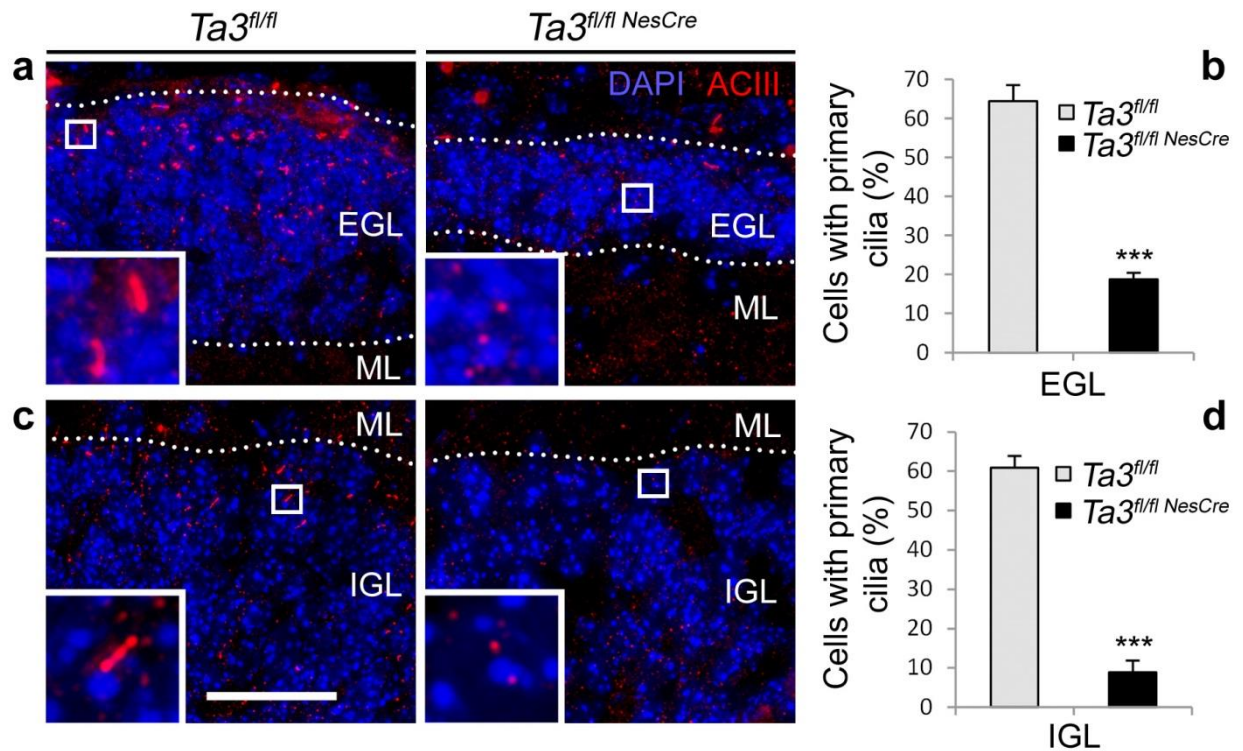 Ta3fl/fl
Ta3fl/fl NesCre
a
DAPI ACIII
EGL
ML
EGL
ML
b
Cells with primary
cilia (%)
70
60
50
40
30
20
10
0
Ta3fl/fl
Ta3fl/fl NesCre
***
EGL
c
ML
IGL
ML
IGL
d
Cells with primary
cilia (%)
70
60
50
40
30
20
10
0
Ta3fl/fl
Ta3fl/fl NesCre
***
IGL